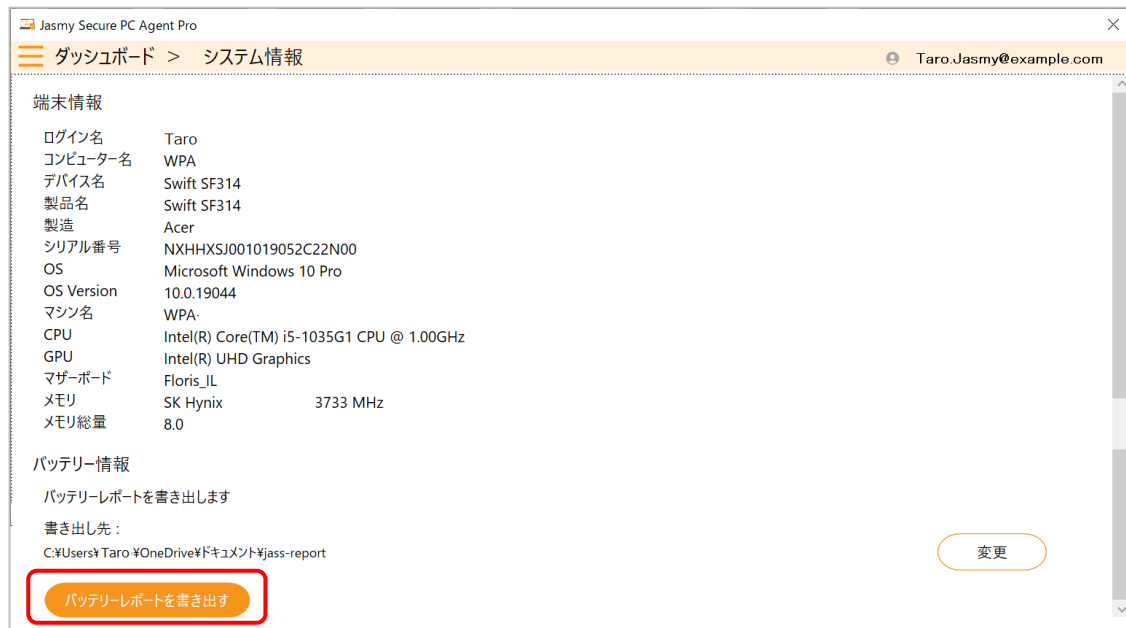 Jasmy Secure PC Agent Pro
ダッシュボード > システム情報 Taro.Jasmy@example.com
端末情報
ログイン名 Taro
コンピューター名 WPA
デバイス名 Swift SF314
製品名 Swift SF314
製造 Acer
シリアル番号 NXHHXSJ001019052C22N00
OS Microsoft Windows 10 Pro
OS Version 10.0.19044
マシン名 WPA-
CPU Intel(R) Core(TM) i5-1035G1 CPU @ 1.00GHz
GPU Intel(R) UHD Graphics
マザーボード Floris_IL
メモリ SK Hynix 3733 MHz
メモリ総量 8.0
バッテリー情報
バッテリーレポートを書き出します
書き出し先 :
C:¥Users¥Taro¥OneDrive¥ドキュメント¥jass-report
変更
バッテリーレポートを書き出す